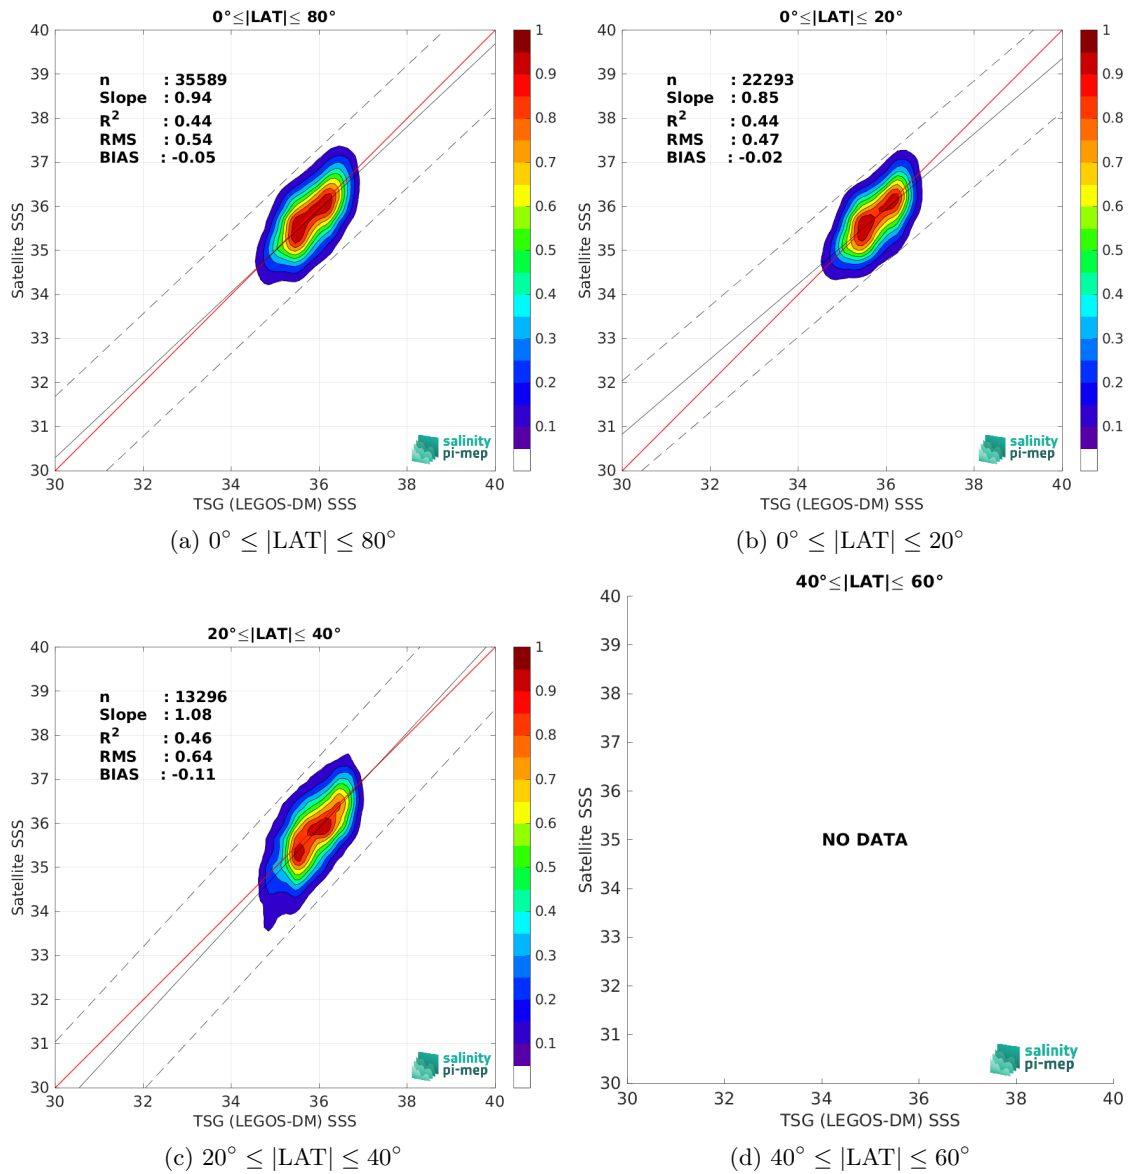 0°≤|LAT|≤ 80°
40
39
38
37
36
35
34
33
32
31
30
Satellite SSS
n : 35589
Slope : 0.94
R² : 0.44
RMS : 0.54
BIAS : -0.05
1
0.9
0.8
0.7
0.6
0.5
0.4
0.3
0.2
0.1
salinity
pi-mep
30 32 34 36 38 40
TSG (LEGOS-DM) SSS
(a) 0° ≤ |LAT| ≤ 80°
0°≤|LAT|≤ 20°
40
39
38
37
36
35
34
33
32
31
30
Satellite SSS
n : 22293
Slope : 0.85
R² : 0.44
RMS : 0.47
BIAS : -0.02
1
0.9
0.8
0.7
0.6
0.5
0.4
0.3
0.2
0.1
salinity
pi-mep
30 32 34 36 38 40
TSG (LEGOS-DM) SSS
(b) 0° ≤ |LAT| ≤ 20°
20°≤|LAT|≤ 40°
40
39
38
37
36
35
34
33
32
31
30
Satellite SSS
n : 13296
Slope : 1.08
R² : 0.46
RMS : 0.64
BIAS : -0.11
1
0.9
0.8
0.7
0.6
0.5
0.4
0.3
0.2
0.1
salinity
pi-mep
30 32 34 36 38 40
TSG (LEGOS-DM) SSS
(c) 20° ≤ |LAT| ≤ 40°
40°≤|LAT|≤ 60°
40
39
38
37
36
35
34
33
32
31
30
Satellite SSS
NO DATA
salinity
pi-mep
30 32 34 36 38 40
TSG (LEGOS-DM) SSS
(d) 40° ≤ |LAT| ≤ 60°